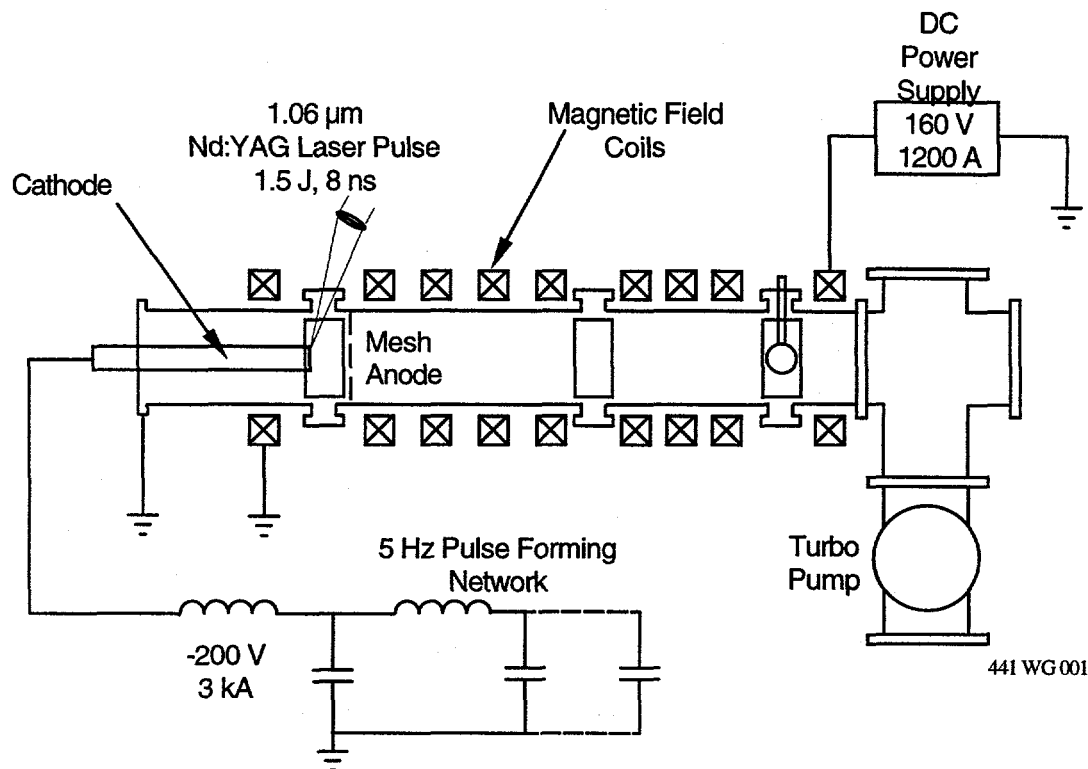 DC
Power
Supply
160 V
1200 A
1.06 µm
Nd:YAG Laser Pulse
1.5 J, 8 ns
Magnetic Field
Coils
Cathode
Mesh
Anode
5 Hz Pulse Forming
Network
Turbo
Pump
-200 V
3 kA
441 WG 001